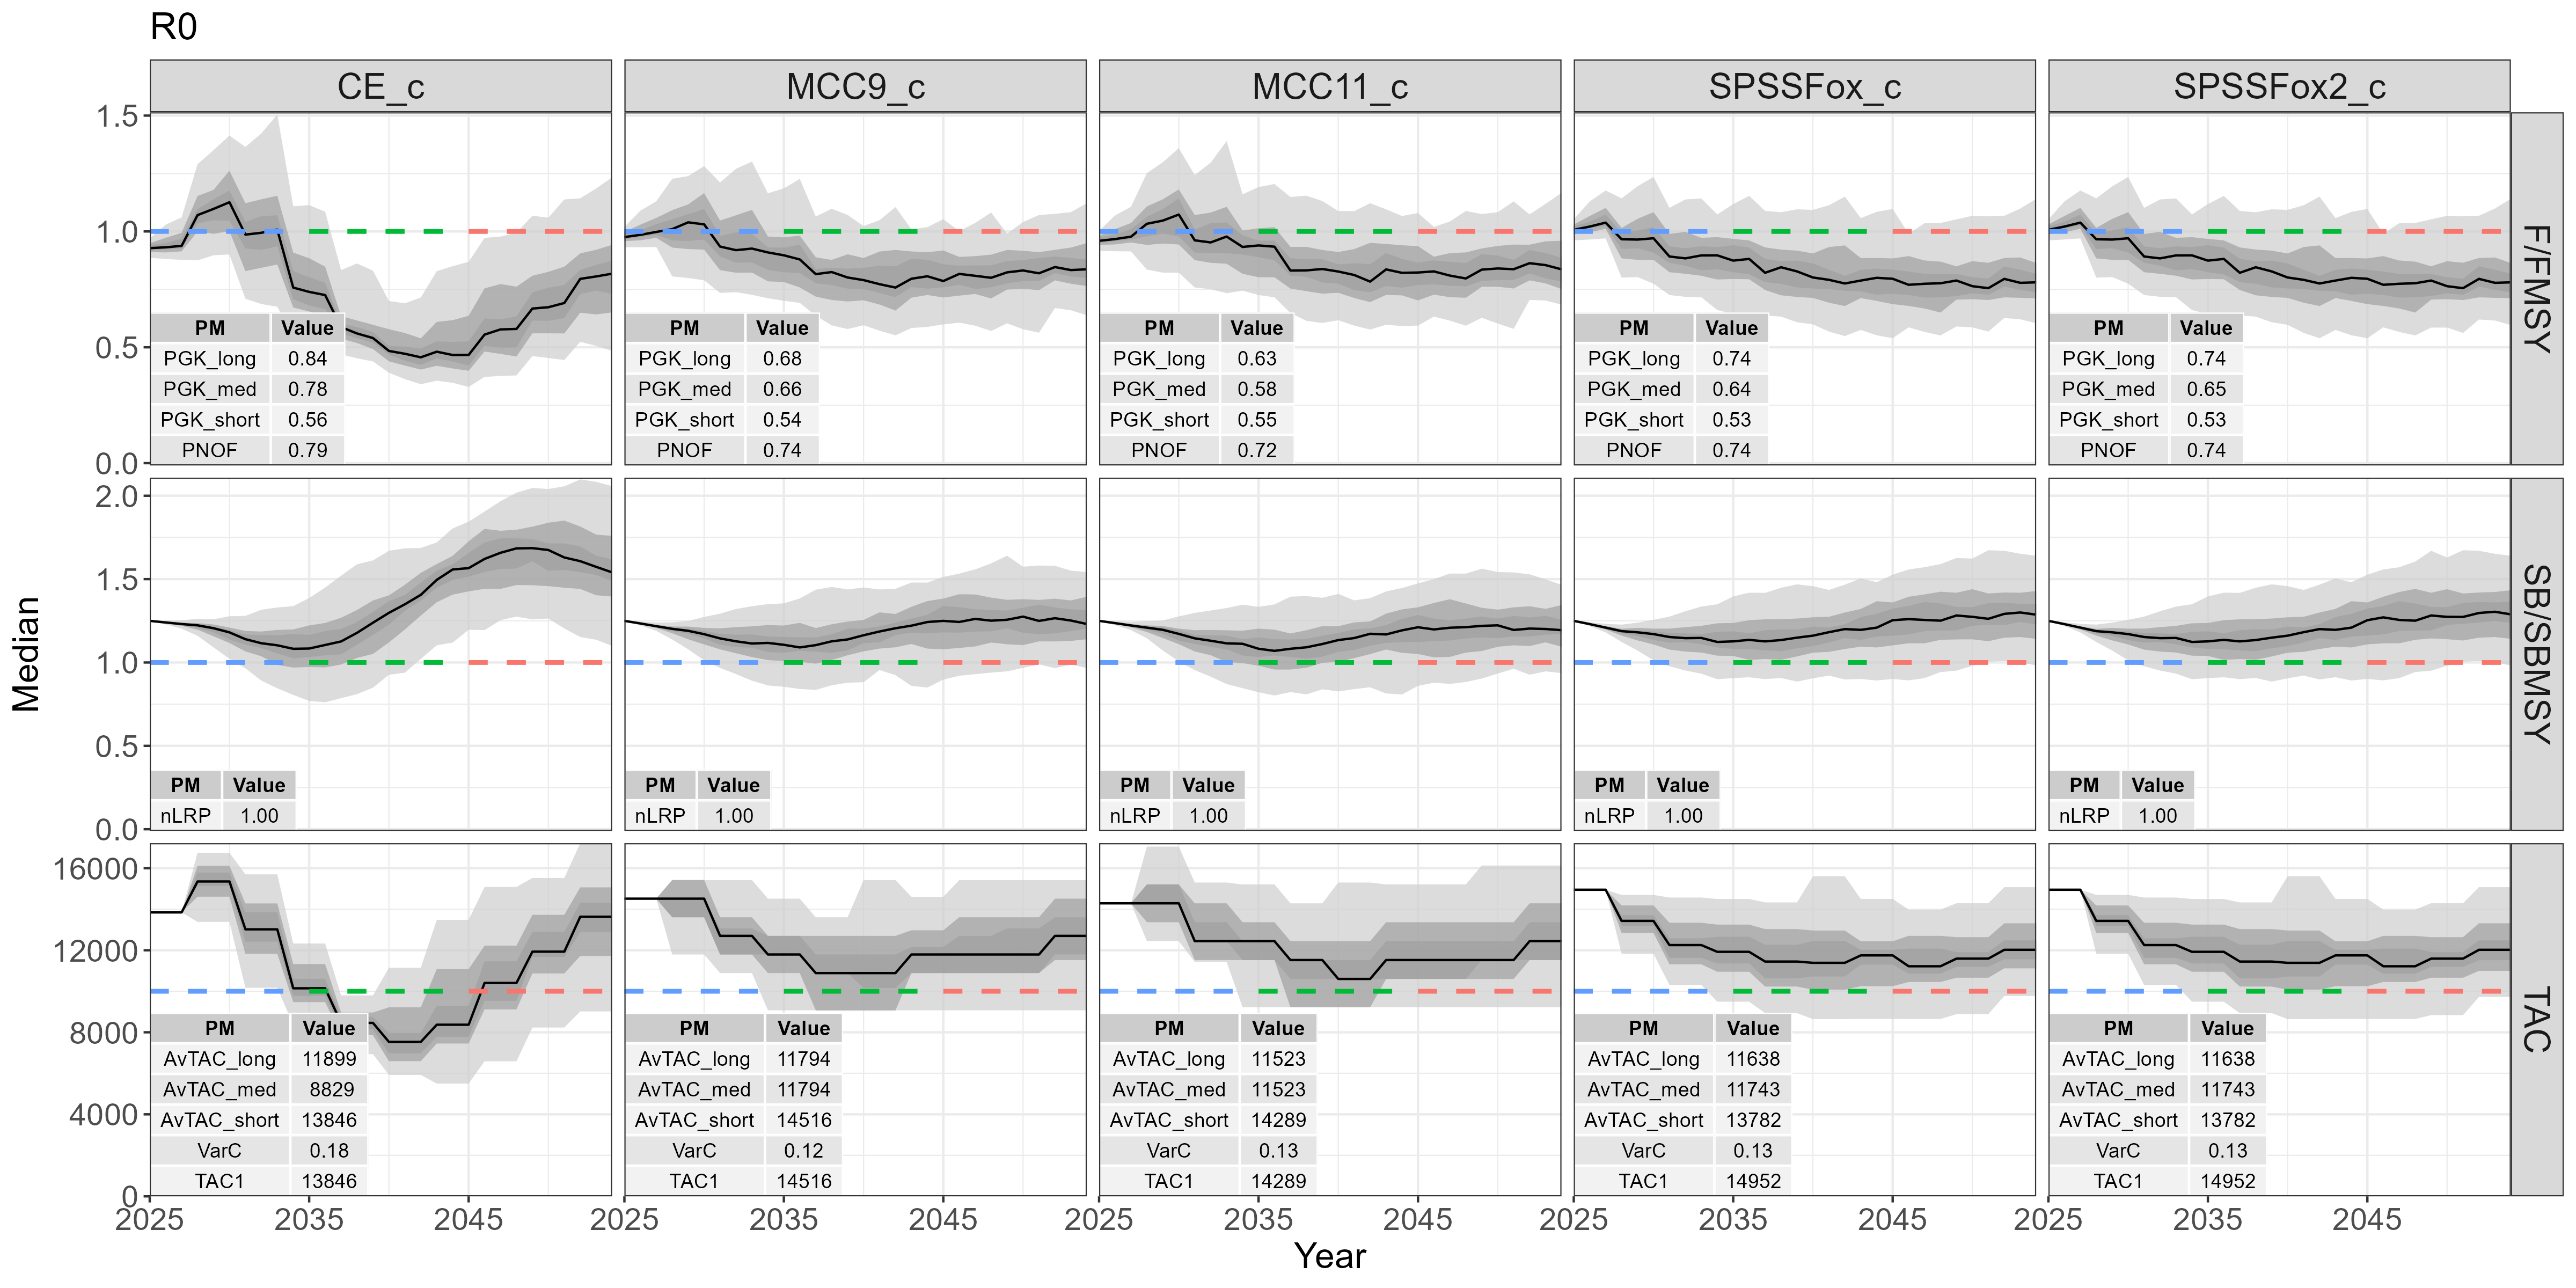 R0
CE_c MCC9_c MCC11_c SPSSFox_c SPSSFox2_c
1.5
1.0
0.5
0.0
F/FMSY
PM Value
PGK_long 0.84
PGK_med 0.78
PGK_short 0.56
PNOF 0.79
PM Value
PGK_long 0.68
PGK_med 0.66
PGK_short 0.54
PNOF 0.74
PM Value
PGK_long 0.63
PGK_med 0.58
PGK_short 0.55
PNOF 0.72
PM Value
PGK_long 0.74
PGK_med 0.64
PGK_short 0.53
PNOF 0.74
PM Value
PGK_long 0.74
PGK_med 0.65
PGK_short 0.53
PNOF 0.74
Median
2.0
1.5
1.0
0.5
0.0
SB/SBMSY
PM Value
nLRP 1.00
PM Value
nLRP 1.00
PM Value
nLRP 1.00
PM Value
nLRP 1.00
PM Value
nLRP 1.00
16000
12000
8000
4000
0
TAC
PM Value
AvTAC_long 11899
AvTAC_med 8829
AvTAC_short 13846
VarC 0.18
TAC1 13846
PM Value
AvTAC_long 11794
AvTAC_med 11794
AvTAC_short 14516
VarC 0.12
TAC1 14516
PM Value
AvTAC_long 11523
AvTAC_med 11523
AvTAC_short 14289
VarC 0.13
TAC1 14289
PM Value
AvTAC_long 11638
AvTAC_med 11743
AvTAC_short 13782
VarC 0.13
TAC1 14952
PM Value
AvTAC_long 11638
AvTAC_med 11743
AvTAC_short 13782
VarC 0.13
TAC1 14952
2025 2035 2045 2025 2035 2045 2025 2035 2045 2025 2035 2045 2025 2035 2045
Year